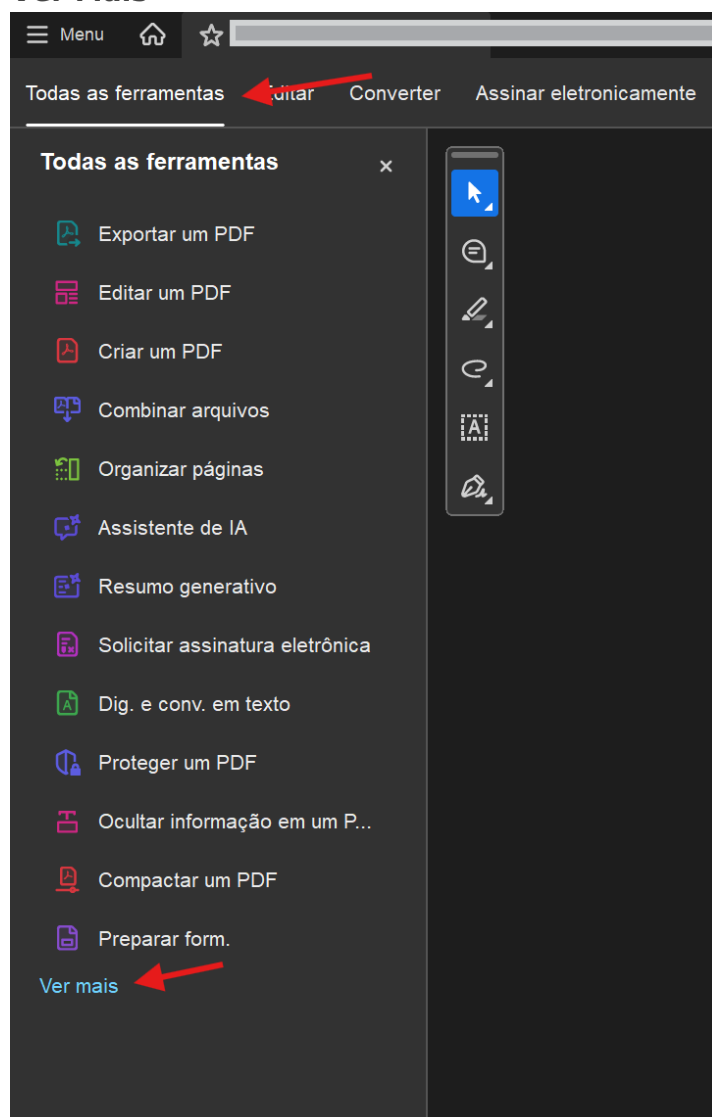 Ver Mais
Menu
Todas as ferramentas Editar Converter Assinar eletronicamente
Todas as ferramentas
Exportar um PDF
Editar um PDF
Criar um PDF
Combinar arquivos
Organizar páginas
Assistente de IA
Resumo generativo
Solicitar assinatura eletrônica
Dig. e conv. em texto
Proteger um PDF
Ocultar informação em um P...
Compactar um PDF
Preparar form.
Ver mais